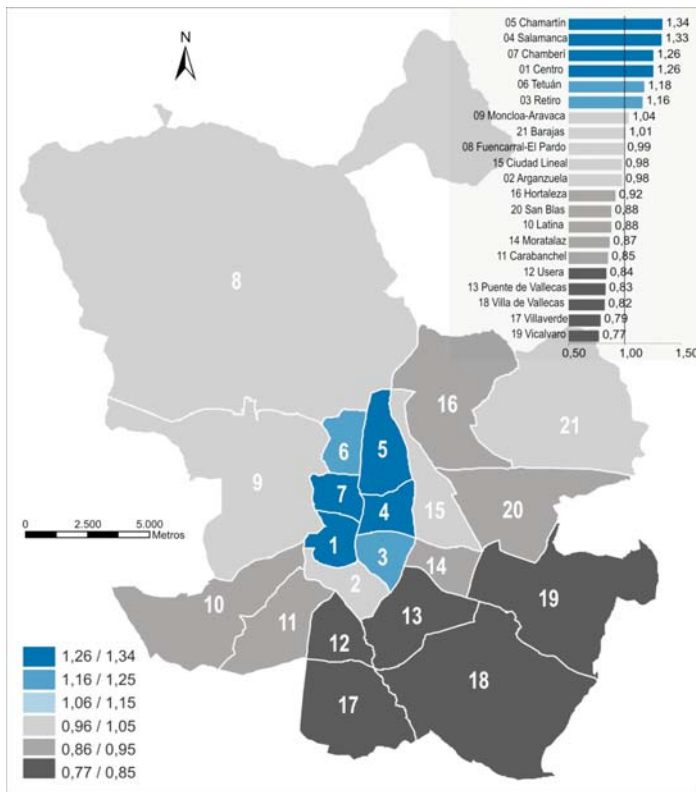 N
05 Chamartín 1,34
04 Salamanca 1,33
07 Chamberí 1,26
01 Centro 1,26
06 Tetuán 1,18
03 Retiro 1,16
09 Moncloa-Aravaca 1,04
21 Barajas 1,01
08 Fuencarral-El Pardo 0,99
15 Ciudad Lineal 0,98
02 Arganzuela 0,98
16 Hortaleza 0,92
20 San Blas 0,88
10 Latina 0,88
14 Moratalaz 0,87
11 Carabanchel 0,85
12 Usera 0,84
13 Puente de Vallecas 0,83
18 Villa de Vallecas 0,82
17 Villaverde 0,79
19 Vicalvaro 0,77
0,50 1,00 1,50
8
16
21
6
5
9
7
4
15
20
1
3
14
2
19
10
11
12
13
18
17
0 2.500 5.000
Metros
1,26 / 1,34
1,16 / 1,25
1,06 / 1,15
0,96 / 1,05
0,86 / 0,95
0,77 / 0,85